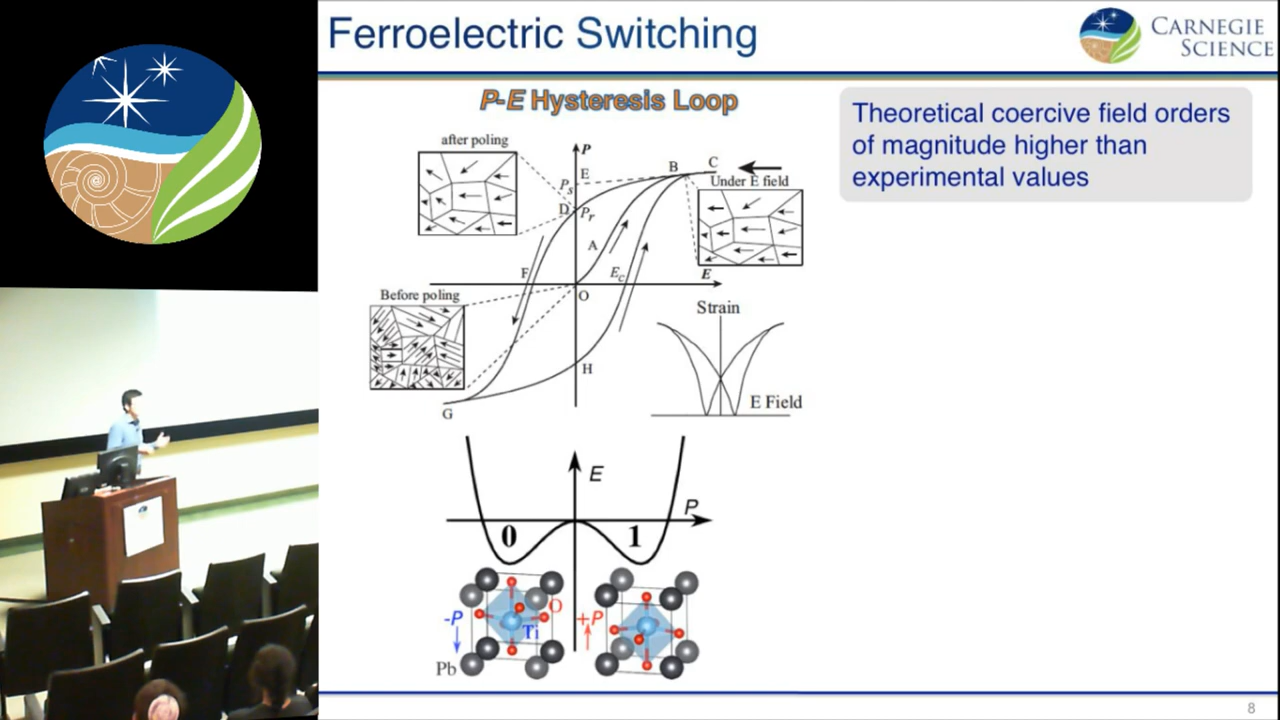 Ferroelectric Switching
CARNEGIE
SCIENCE
P-E Hysteresis Loop
Theoretical coercive field orders
of magnitude higher than
experimental values
after poling
P
E
Ps
D
Pr
B
C
Under E field
A
F
Ec
E
O
Before poling
Strain
H
E Field
G
E
P
0
1
-P
O
Ti
+P
Pb
8